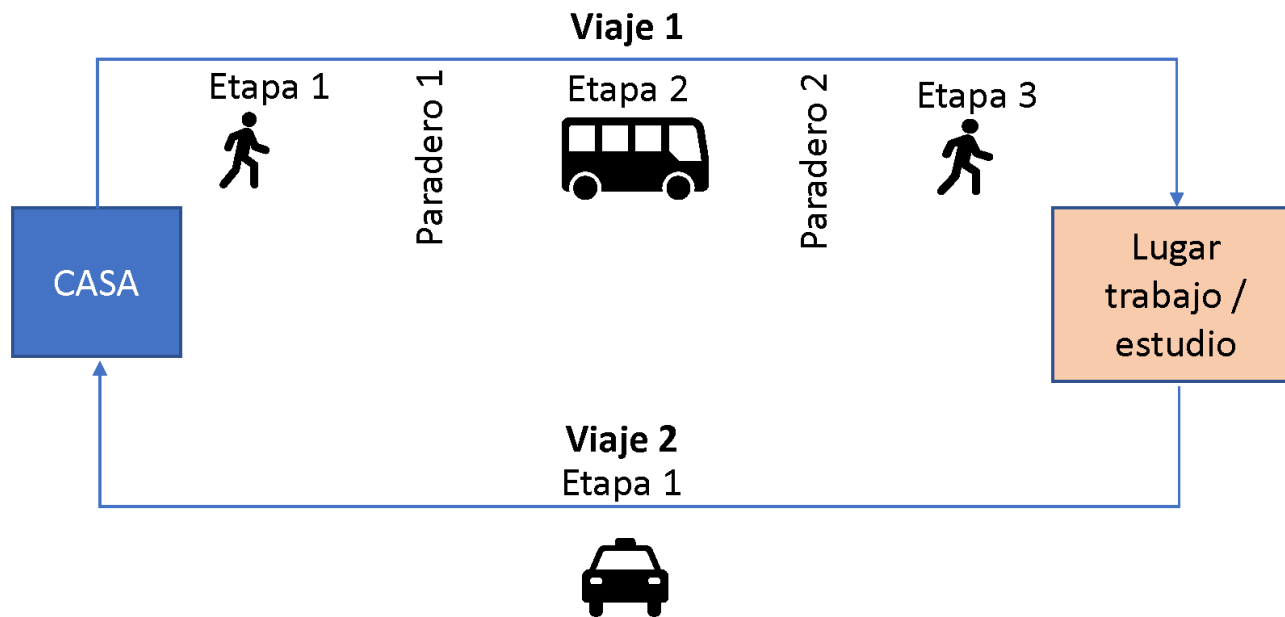 Viaje 1
Etapa 1
Paradero 1
Etapa 2
Paradero 2
Etapa 3
CASA
Lugar
trabajo /
estudio
Viaje 2
Etapa 1